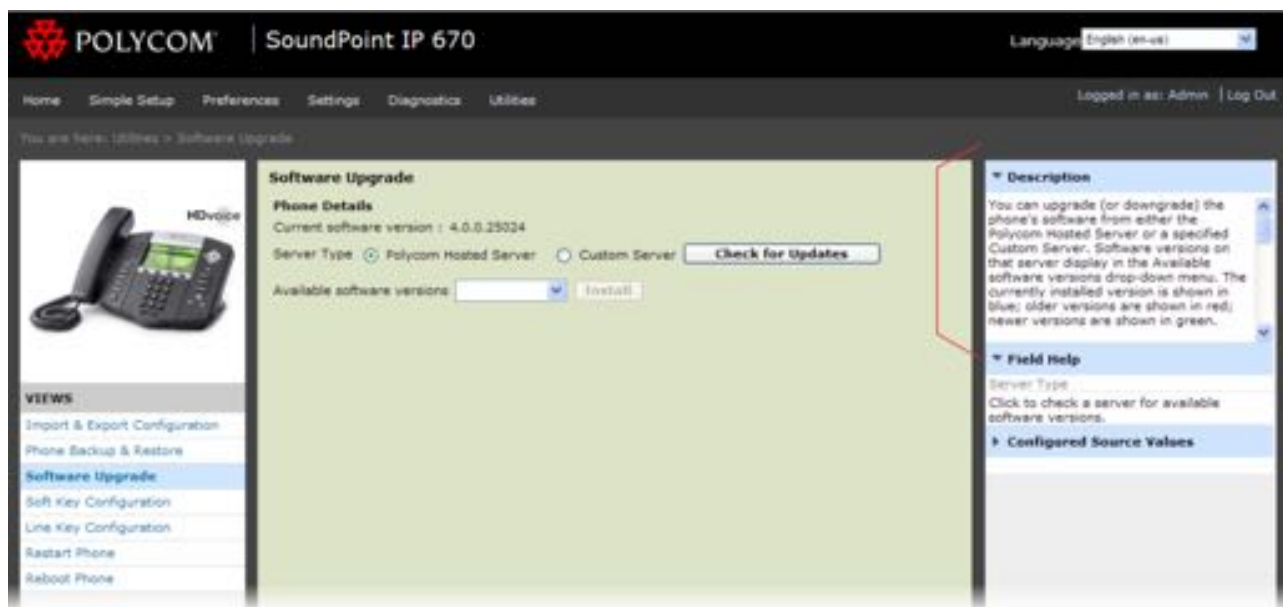 POLYCOM SoundPoint IP 670
Language English (en-us)
Home Simple Setup Preferences Settings Diagnostics Utilities
Logged in as: Admin | Log Out
You are here: Utilities > Software Upgrade
HDvoice
VIEWS
Import & Export Configuration
Phone Backup & Restore
Software Upgrade
Soft Key Configuration
Line Key Configuration
Restart Phone
Reboot Phone
Software Upgrade
Phone Details
Current software version : 4.0.0.25024
Server Type Polycom Hosted Server Custom Server Check for Updates
Available software versions Install
Description
You can upgrade (or downgrade) the
phone's software from either the
Polycom Hosted Server or a specified
Custom Server. Software versions on
that server display in the Available
software versions drop-down menu. The
currently installed version is shown in
blue; older versions are shown in red;
newer versions are shown in green.
Field Help
Server Type
Click to check a server for available
software versions.
Configured Source Values